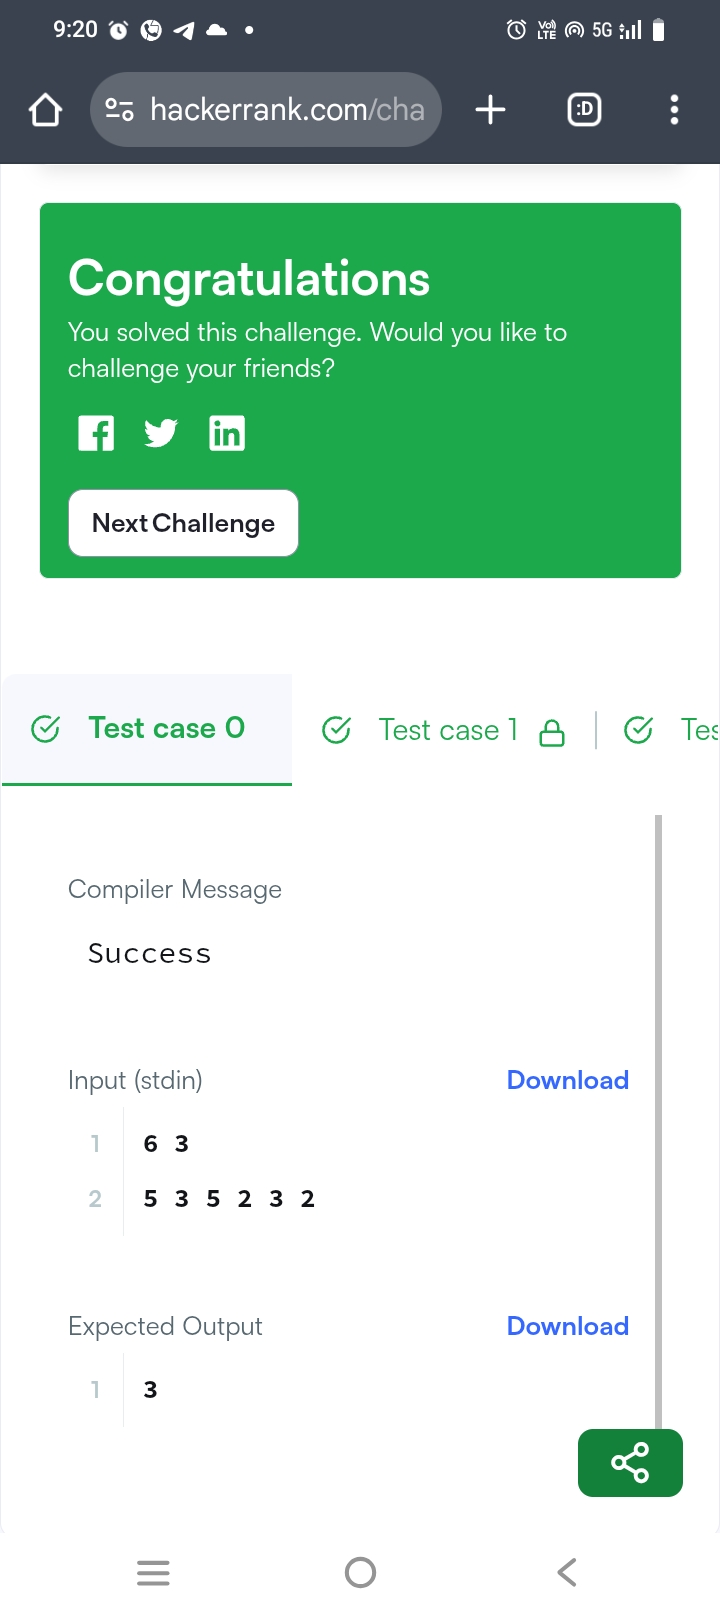 9:20
Vo) LTE 5G
hackerrank.com/cha
:D
Congratulations
You solved this challenge. Would you like to
challenge your friends?
Next Challenge
Test case 0
Test case 1
Tes
Compiler Message
Success
Input (stdin)
Download
1 6 3
2 5 3 5 2 3 2
Expected Output
Download
1 3